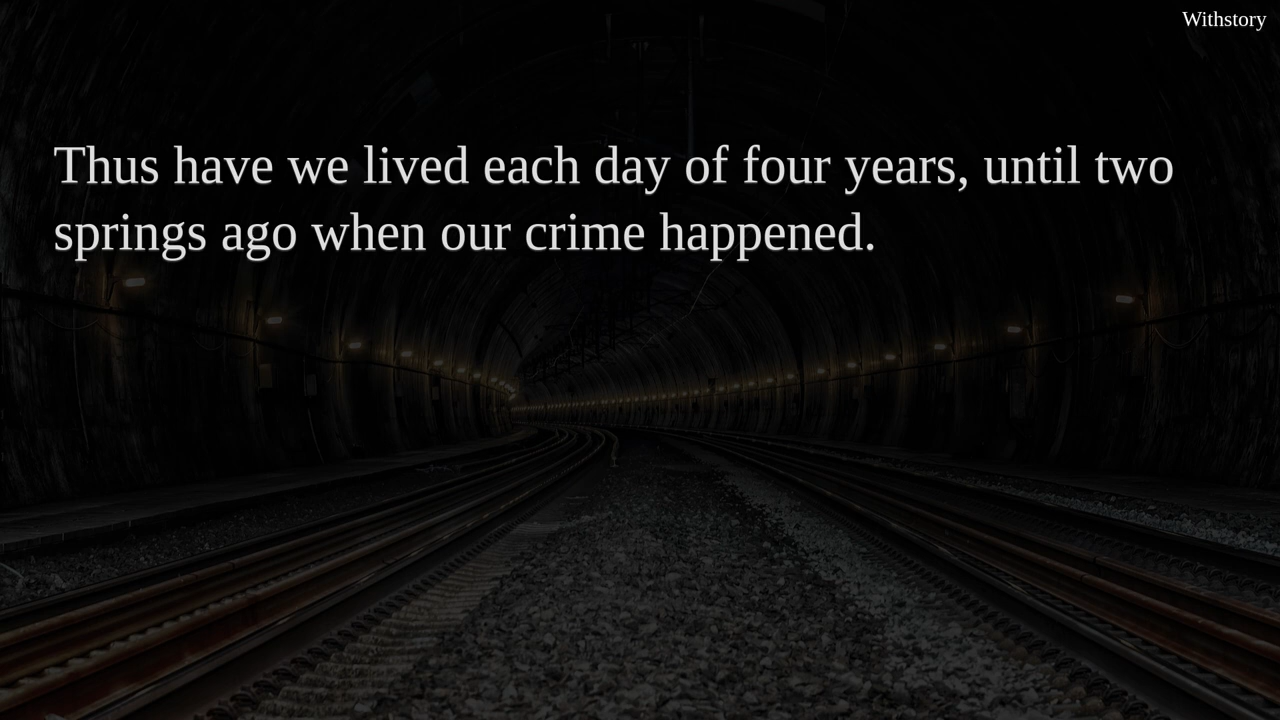 Withstory
Thus have we lived each day of four years, until two
springs ago when our crime happened.